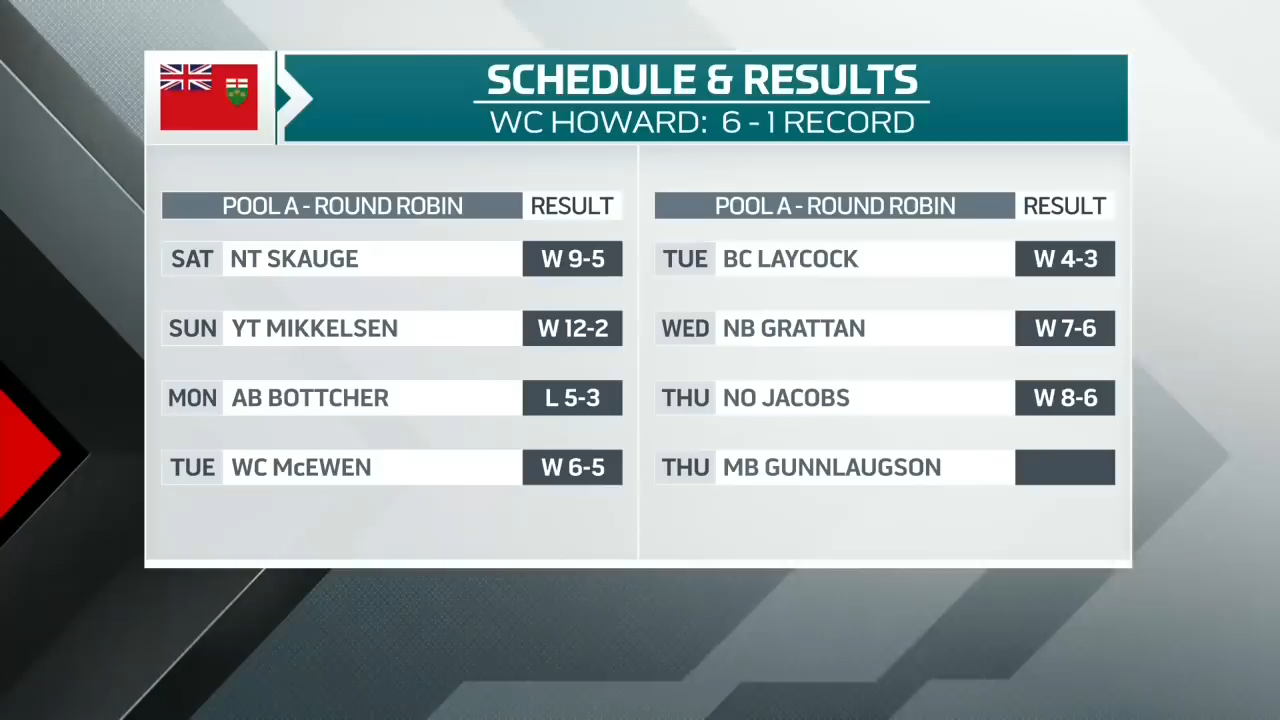 SCHEDULE & RESULTS
WC HOWARD: 6 - 1 RECORD
POOL A - ROUND ROBIN RESULT
SAT NT SKAUGE W 9-5
SUN YT MIKKELSEN W 12-2
MON AB BOTTCHER L 5-3
TUE WC McEWEN W 6-5
POOL A - ROUND ROBIN RESULT
TUE BC LAYCOCK W 4-3
WED NB GRATTAN W 7-6
THU NO JACOBS W 8-6
THU MB GUNNLAUGSON